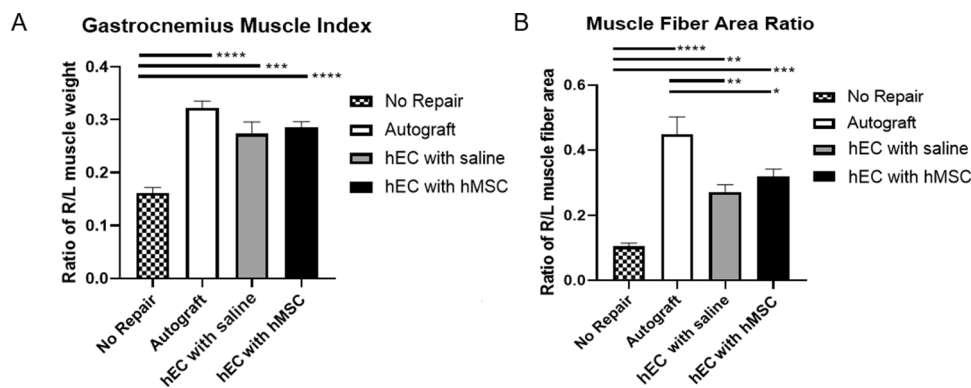 A
Gastrocnemius Muscle Index
****
***
****
0.4
0.3
0.2
0.1
0.0
Ratio of R/L muscle weight
No Repair
Autograft
hEC with saline
hEC with hMSC
No Repair
Autograft
hEC with saline
hEC with hMSC
B
Muscle Fiber Area Ratio
****
**
***
**
*
0.6
0.4
0.2
0.0
Ratio of R/L muscle fiber area
No Repair
Autograft
hEC with saline
hEC with hMSC
No Repair
Autograft
hEC with saline
hEC with hMSC